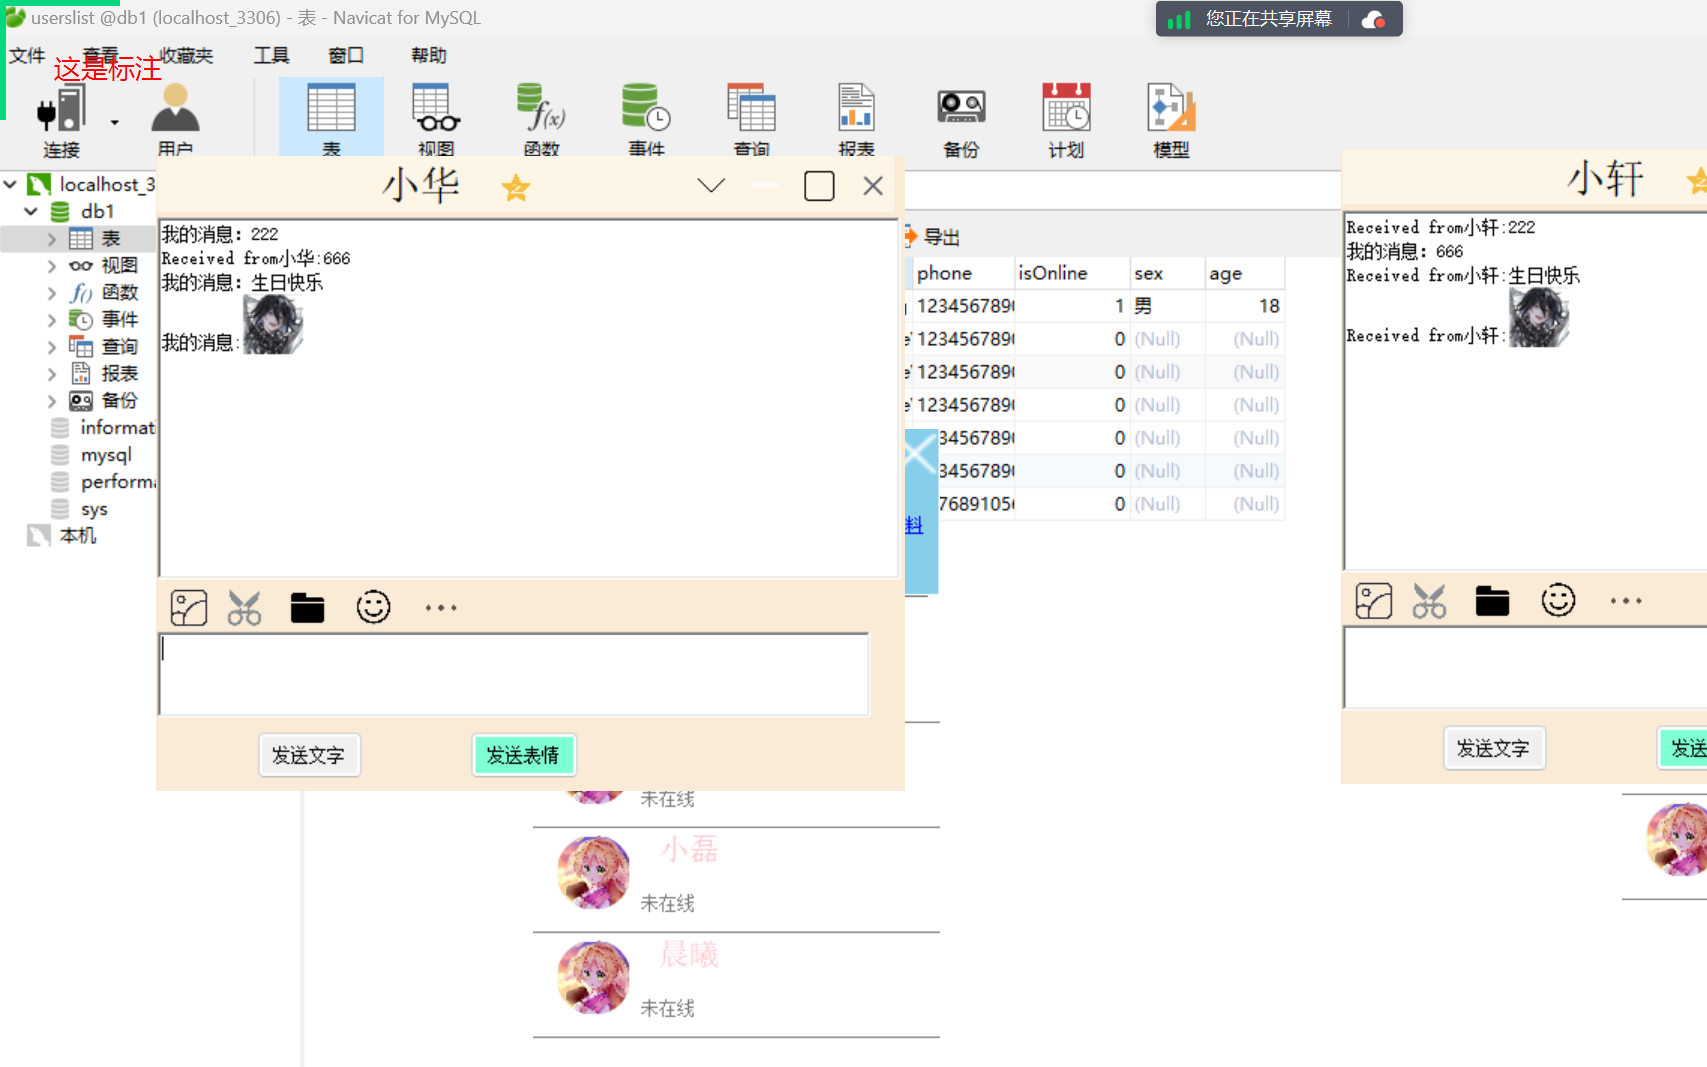 userslist @db1 (localhost_3306) - 表 - Navicat for MySQL
您正在共享屏幕
文件 查看 收藏夹 工具 窗口 帮助
这是标注
连接 用户 表 视图 函数 事件 查询 报表 备份 计划 模型
localhost_3
db1
表
视图
函数
事件
查询
报表
备份
informati
mysql
performa
sys
本机
小华
我的消息: 222
Received from小华:666
我的消息: 生日快乐
我的消息:
发送文字 发送表情
导出
phone isOnline sex age
1234567890 1 男 18
1234567890 0 (Null) (Null)
1234567890 0 (Null) (Null)
1234567890 0 (Null) (Null)
34567890 0 (Null) (Null)
34567890 0 (Null) (Null)
76891056 0 (Null) (Null)
料
小轩
Received from小轩:222
我的消息: 666
Received from小轩:生日快乐
Received from小轩:
发送文字 发送
未在线
小磊
未在线
晨曦
未在线